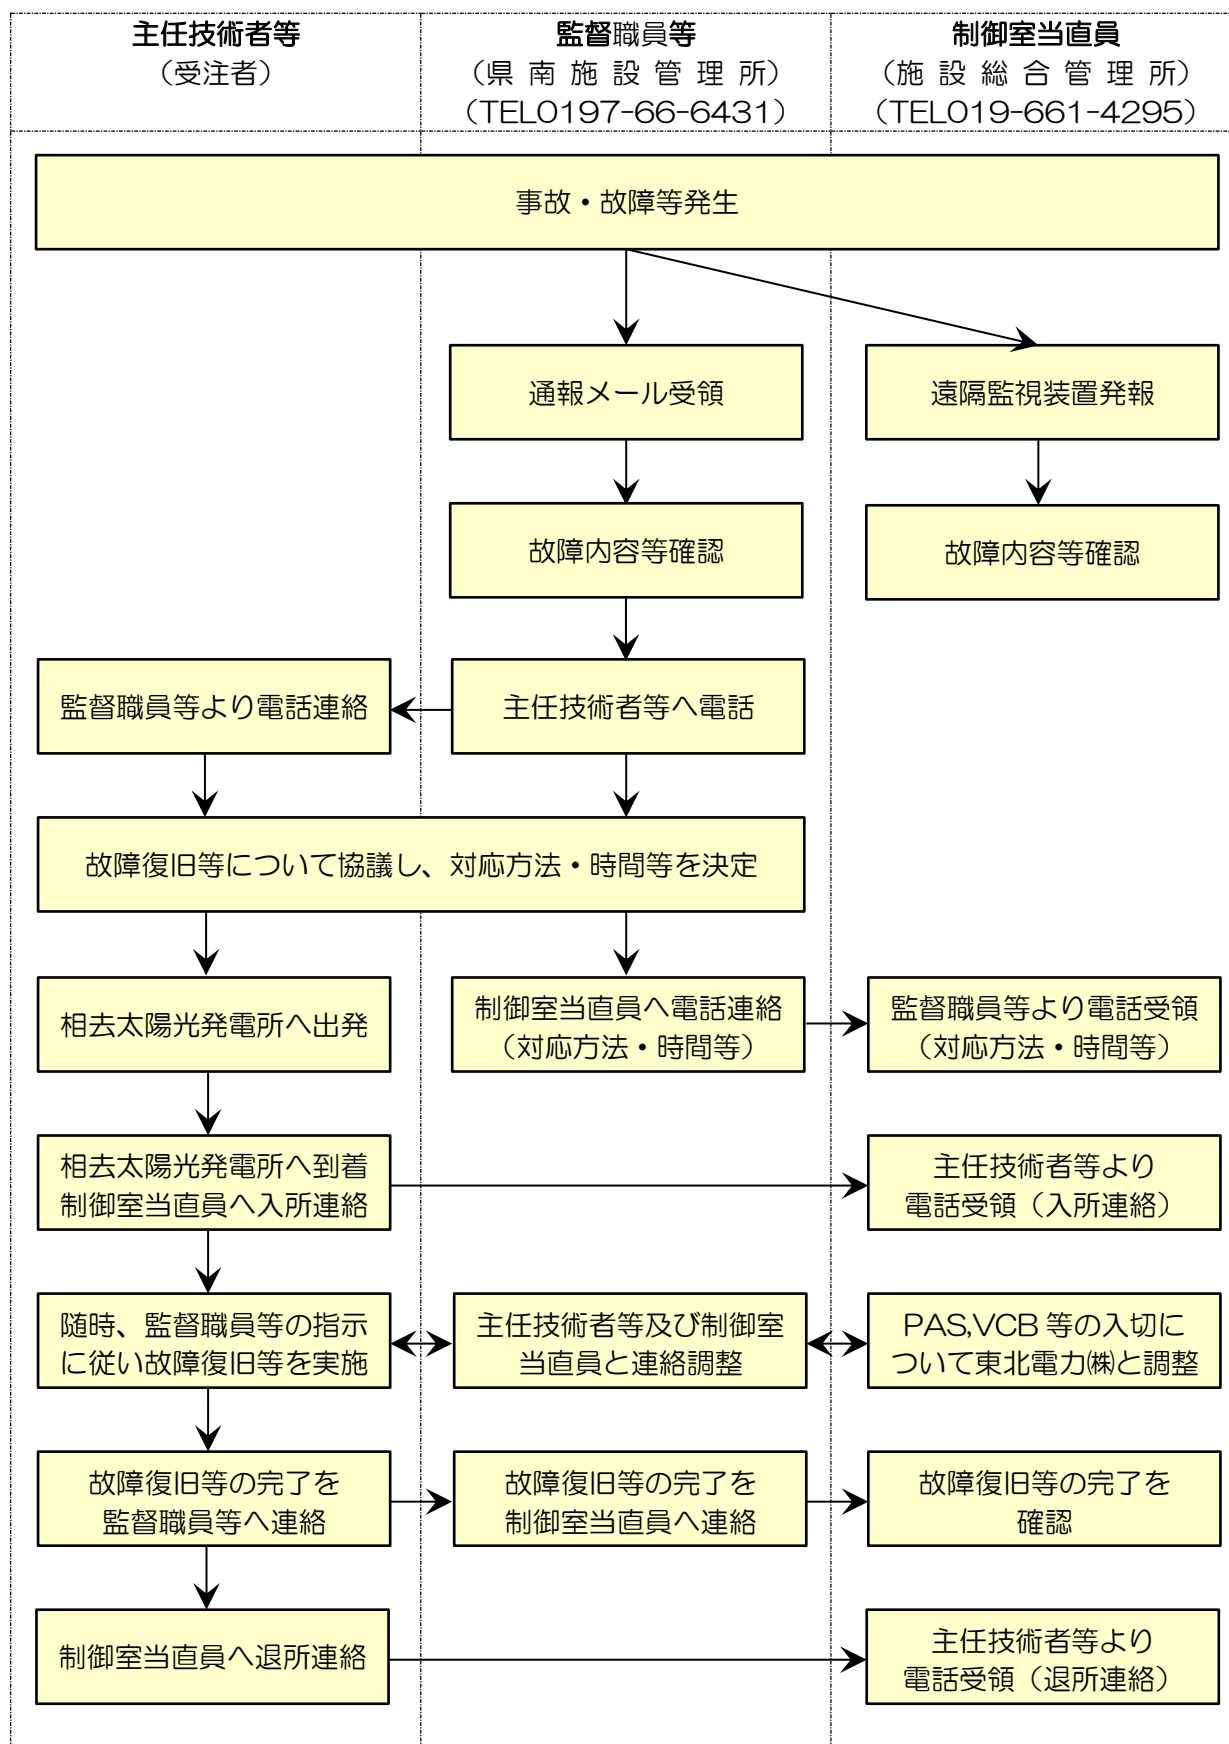 主任技術者等
（受注者）
監督職員等
（県南施設管理所）
（TEL0197-66-6431）
制御室当直員
（施設総合管理所）
（TEL019-661-4295）
事故・故障等発生
通報メール受領
遠隔監視装置発報
故障内容等確認
故障内容等確認
監督職員等より電話連絡
主任技術者等へ電話
故障復旧等について協議し、対応方法・時間等を決定
相去太陽光発電所へ出発
制御室当直員へ電話連絡
（対応方法・時間等）
監督職員等より電話受領
（対応方法・時間等）
相去太陽光発電所へ到着
制御室当直員へ入所連絡
主任技術者等より
電話受領（入所連絡）
随時、監督職員等の指示
に従い故障復旧等を実施
主任技術者等及び制御室
当直員と連絡調整
PAS,VCB 等の入切に
ついて東北電力㈱と調整
故障復旧等の完了を
監督職員等へ連絡
故障復旧等の完了を
制御室当直員へ連絡
故障復旧等の完了を
確認
制御室当直員へ退所連絡
主任技術者等より
電話受領（退所連絡）